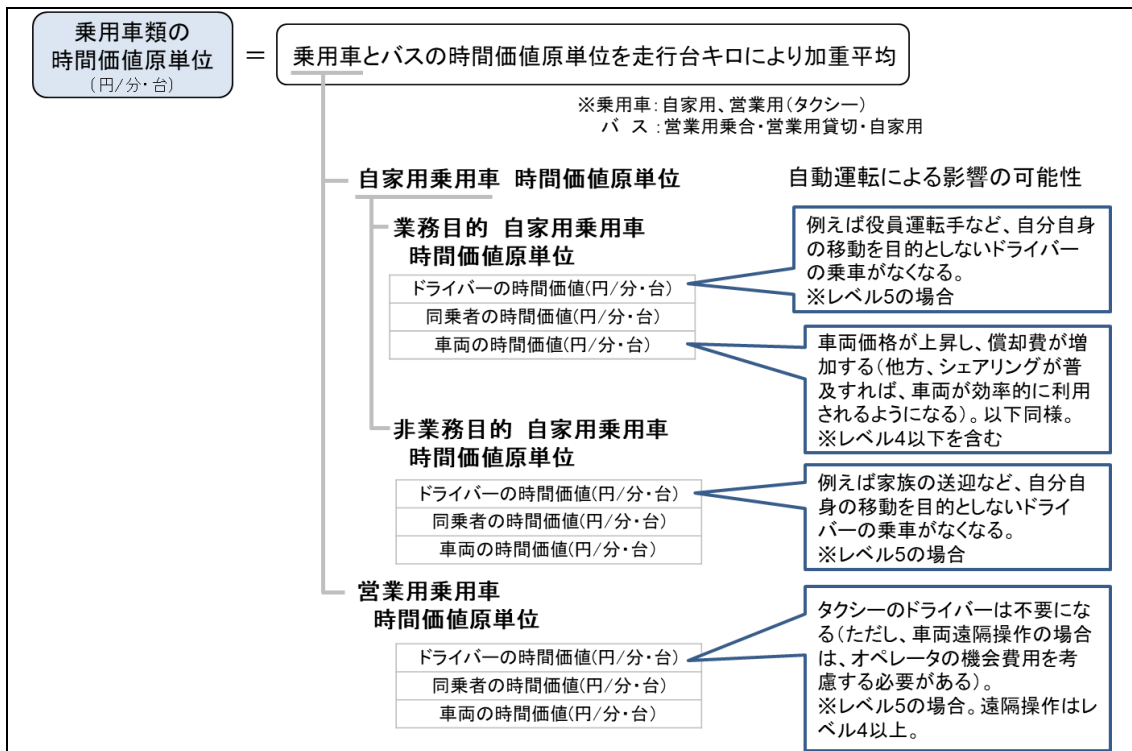 乗用車類の
時間価値原単位
(円/分・台)
=
乗用車とバスの時間価値原単位を走行台キロにより加重平均
※乗用車:自家用、営業用(タクシー)
バ ス :営業用乗合・営業用貸切・自家用
自家用乗用車 時間価値原単位
自動運転による影響の可能性
業務目的 自家用乗用車
時間価値原単位
ドライバーの時間価値(円/分・台)
同乗者の時間価値(円/分・台)
車両の時間価値(円/分・台)
例えば役員運転手など、自分自身
の移動を目的としないドライバー
の乗車がなくなる。
※レベル5の場合
車両価格が上昇し、償却費が増
加する(他方、シェアリングが普
及すれば、車両が効率的に利用
されるようになる)。以下同様。
※レベル4以下を含む
非業務目的 自家用乗用車
時間価値原単位
ドライバーの時間価値(円/分・台)
同乗者の時間価値(円/分・台)
車両の時間価値(円/分・台)
例えば家族の送迎など、自分自
身の移動を目的としないドライ
バーの乗車がなくなる。
※レベル5の場合
営業用乗用車
時間価値原単位
ドライバーの時間価値(円/分・台)
同乗者の時間価値(円/分・台)
車両の時間価値(円/分・台)
タクシーのドライバーは不要にな
る(ただし、車両遠隔操作の場合
は、オペレータの機会費用を考
慮する必要がある)。
※レベル5の場合。遠隔操作はレ
ベル4以上。